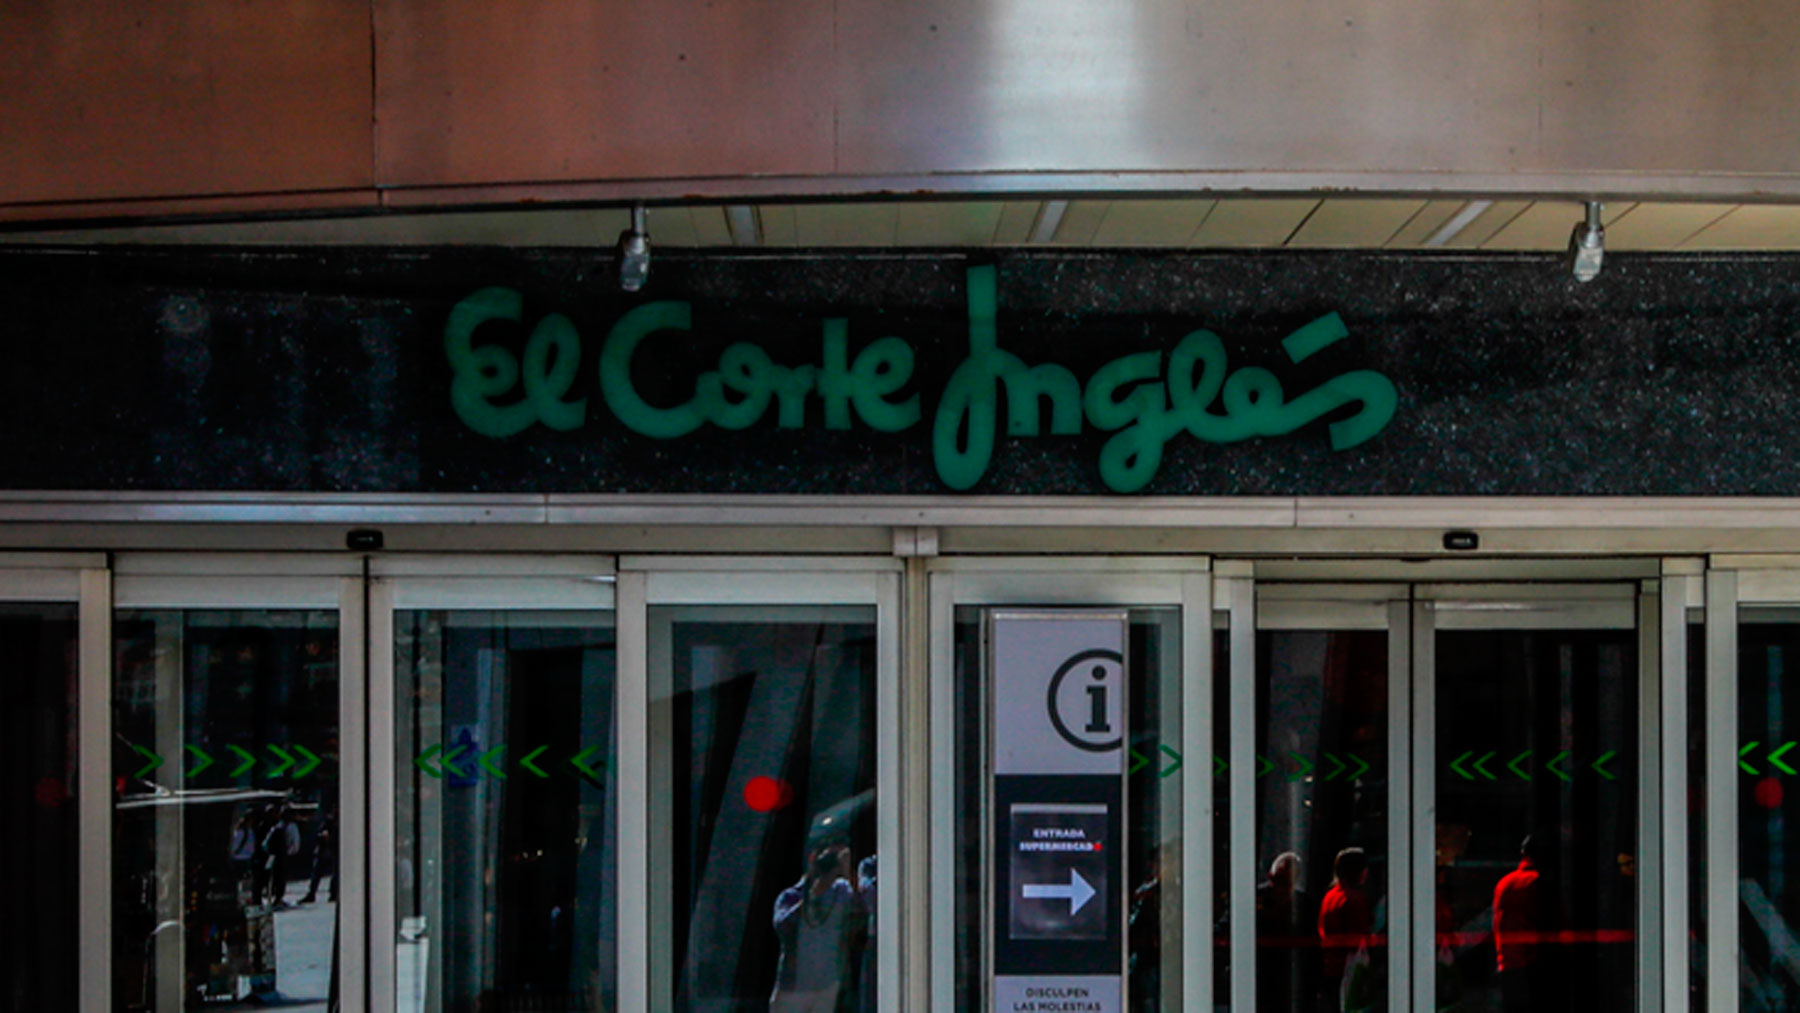 El Corte Inglés
i
ENTRADA
SUPERMERCADO
DISCULPEN
LAS MOLESTIAS